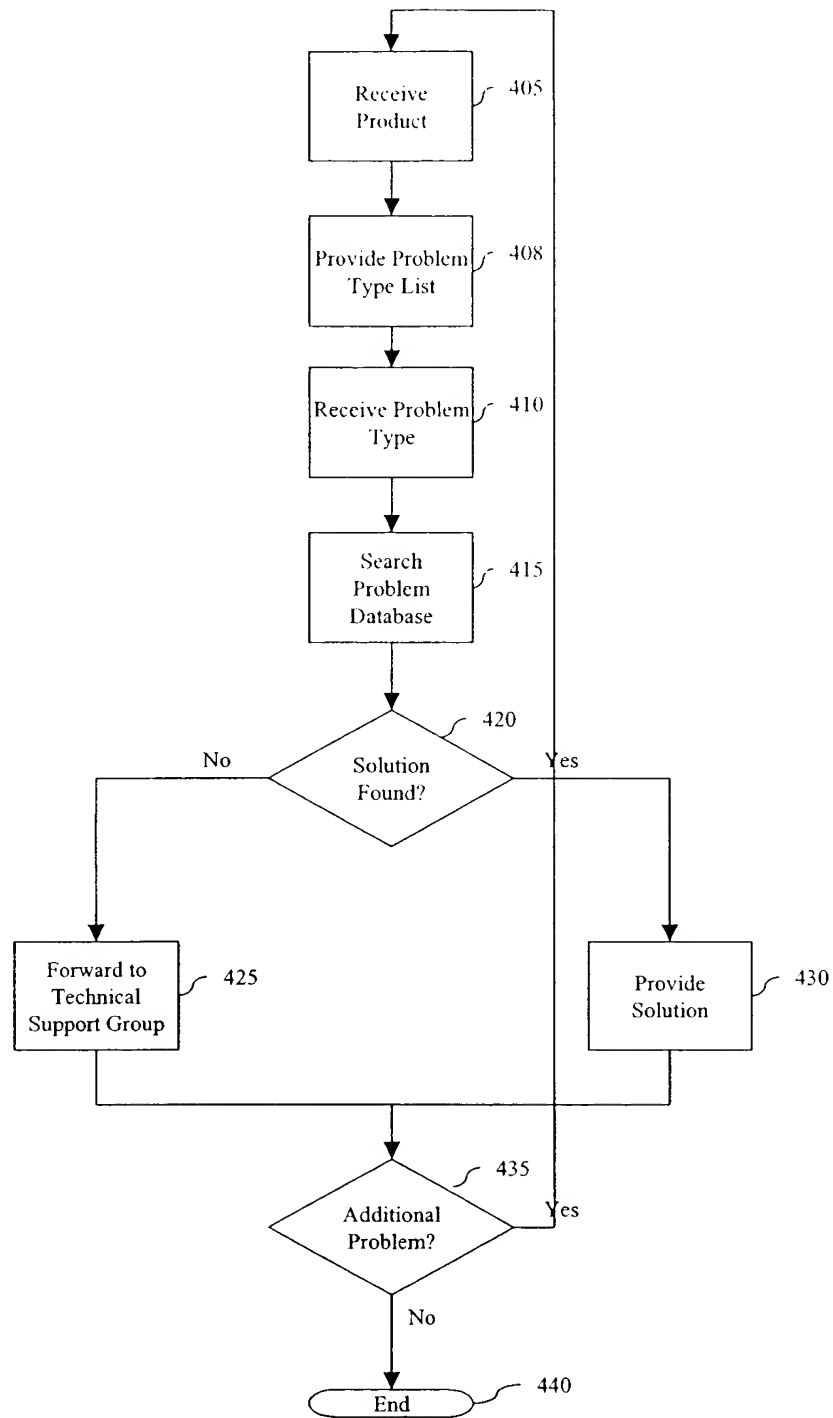 Receive
Product
405
Provide Problem
Type List
408
Receive Problem
Type
410
Search
Problem
Database
415
420
No
Solution
Found?
Yes
Forward to
Technical
Support Group
425
Provide
Solution
430
435
Additional
Problem?
Yes
No
End
440